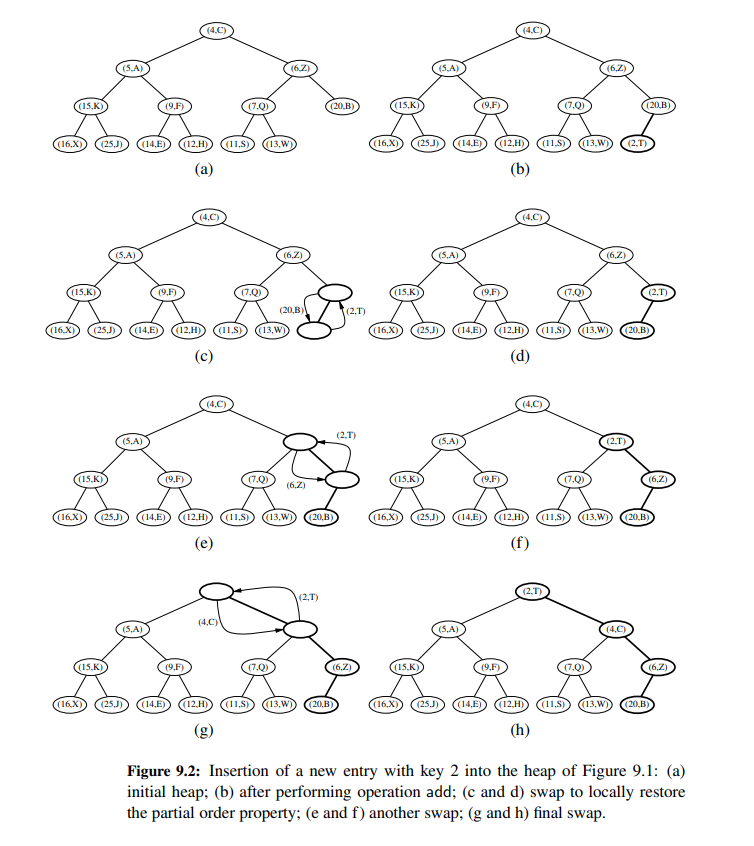 (4,C) (4,C)
(5,A) (6,Z) (5,A) (6,Z)
(15,K) (9,F) (7,Q) (20,B) (15,K) (9,F) (7,Q) (20,B)
(16,X) (25,J) (14,E) (12,H) (11,S) (13,W) (16,X) (25,J) (14,E) (12,H) (11,S) (13,W) (2,T)
(a) (b)
(4,C) (4,C)
(5,A) (6,Z) (5,A) (6,Z)
(15,K) (9,F) (7,Q) (15,K) (9,F) (7,Q) (2,T)
(20,B) (2,T)
(16,X) (25,J) (14,E) (12,H) (11,S) (13,W) (16,X) (25,J) (14,E) (12,H) (11,S) (13,W) (20,B)
(c) (d)
(4,C) (4,C)
(5,A) (2,T) (5,A) (2,T)
(15,K) (9,F) (7,Q) (6,Z) (15,K) (9,F) (7,Q) (6,Z)
(16,X) (25,J) (14,E) (12,H) (11,S) (13,W) (20,B) (16,X) (25,J) (14,E) (12,H) (11,S) (13,W) (20,B)
(e) (f)
(2,T) (2,T)
(4,C)
(5,A) (5,A) (4,C)
(15,K) (9,F) (7,Q) (6,Z) (15,K) (9,F) (7,Q) (6,Z)
(16,X) (25,J) (14,E) (12,H) (11,S) (13,W) (20,B) (16,X) (25,J) (14,E) (12,H) (11,S) (13,W) (20,B)
(g) (h)
Figure 9.2: Insertion of a new entry with key 2 into the heap of Figure 9.1: (a)
initial heap; (b) after performing operation add; (c and d) swap to locally restore
the partial order property; (e and f) another swap; (g and h) final swap.